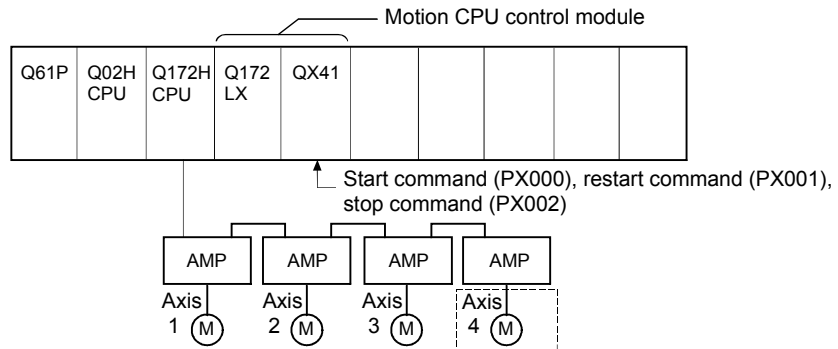 Motion CPU control module
Q61P
Q02H
CPU
Q172H
CPU
Q172
LX
QX41
Start command (PX000), restart command (PX001),
stop command (PX002)
AMP
AMP
AMP
AMP
Axis
1
M
Axis
2
M
Axis
3
M
Axis
4
M